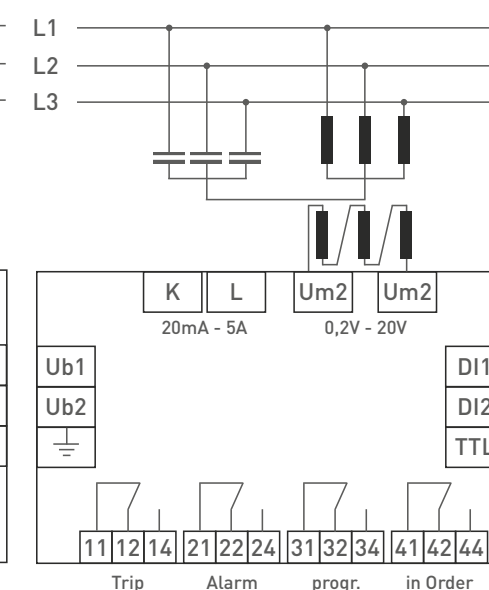 L1
L2
L3
K L Um2 Um2
20mA - 5A 0,2V - 20V
Ub1 DI1
Ub2 DI2
TTL
11 12 14 21 22 24 31 32 34 41 42 44
Trip Alarm progr. in Order